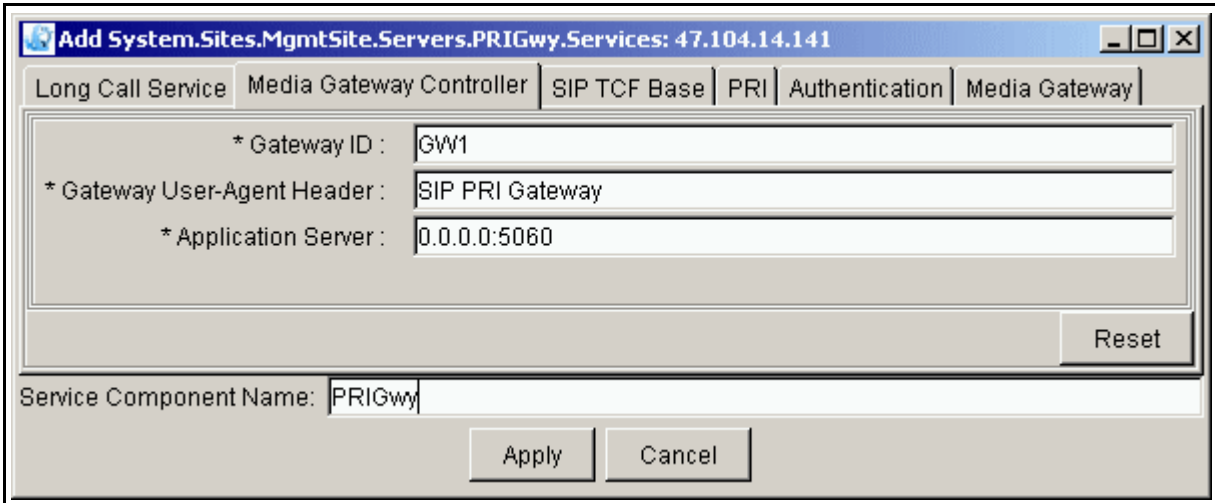 Add System.Sites.MgmtSite.Servers.PRIGwy.Services: 47.104.14.141
Long Call Service Media Gateway Controller SIP TCF Base PRI Authentication Media Gateway
* Gateway ID : GW1
* Gateway User-Agent Header : SIP PRI Gateway
* Application Server : 0.0.0.0:5060
Reset
Service Component Name: PRIGwy
Apply Cancel